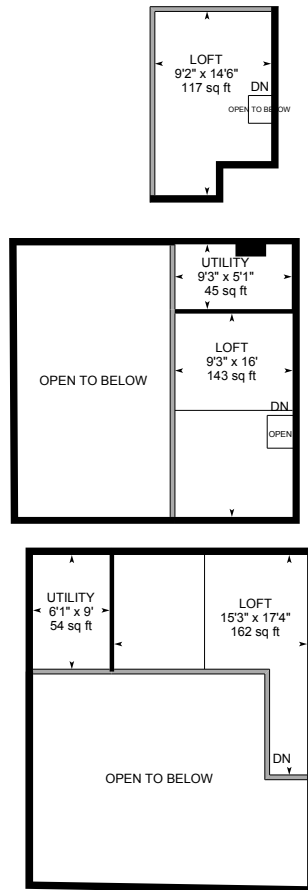 LOFT
9'2" x 14'6"
117 sq ft
DN
OPEN TO BELOW
UTILITY
9'3" x 5'1"
45 sq ft
LOFT
9'3" x 16'
143 sq ft
OPEN TO BELOW
DN
OPEN
UTILITY
6'1" x 9'
54 sq ft
LOFT
15'3" x 17'4"
162 sq ft
DN
OPEN TO BELOW